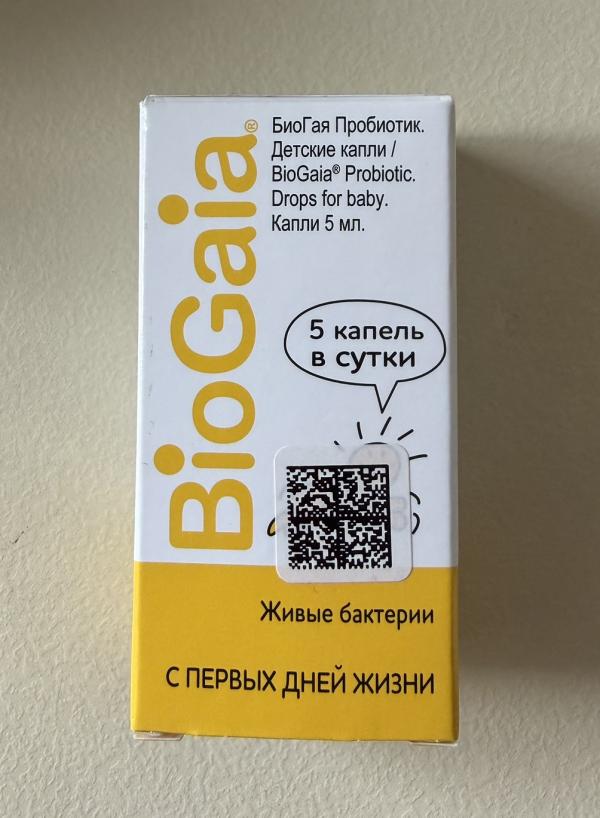 BioGaia®
БиоГая Пробиотик.
Детские капли /
BioGaia® Probiotic.
Drops for baby.
Капли 5 мл.
5 капель
в сутки
Живые бактерии
С ПЕРВЫХ ДНЕЙ ЖИЗНИ